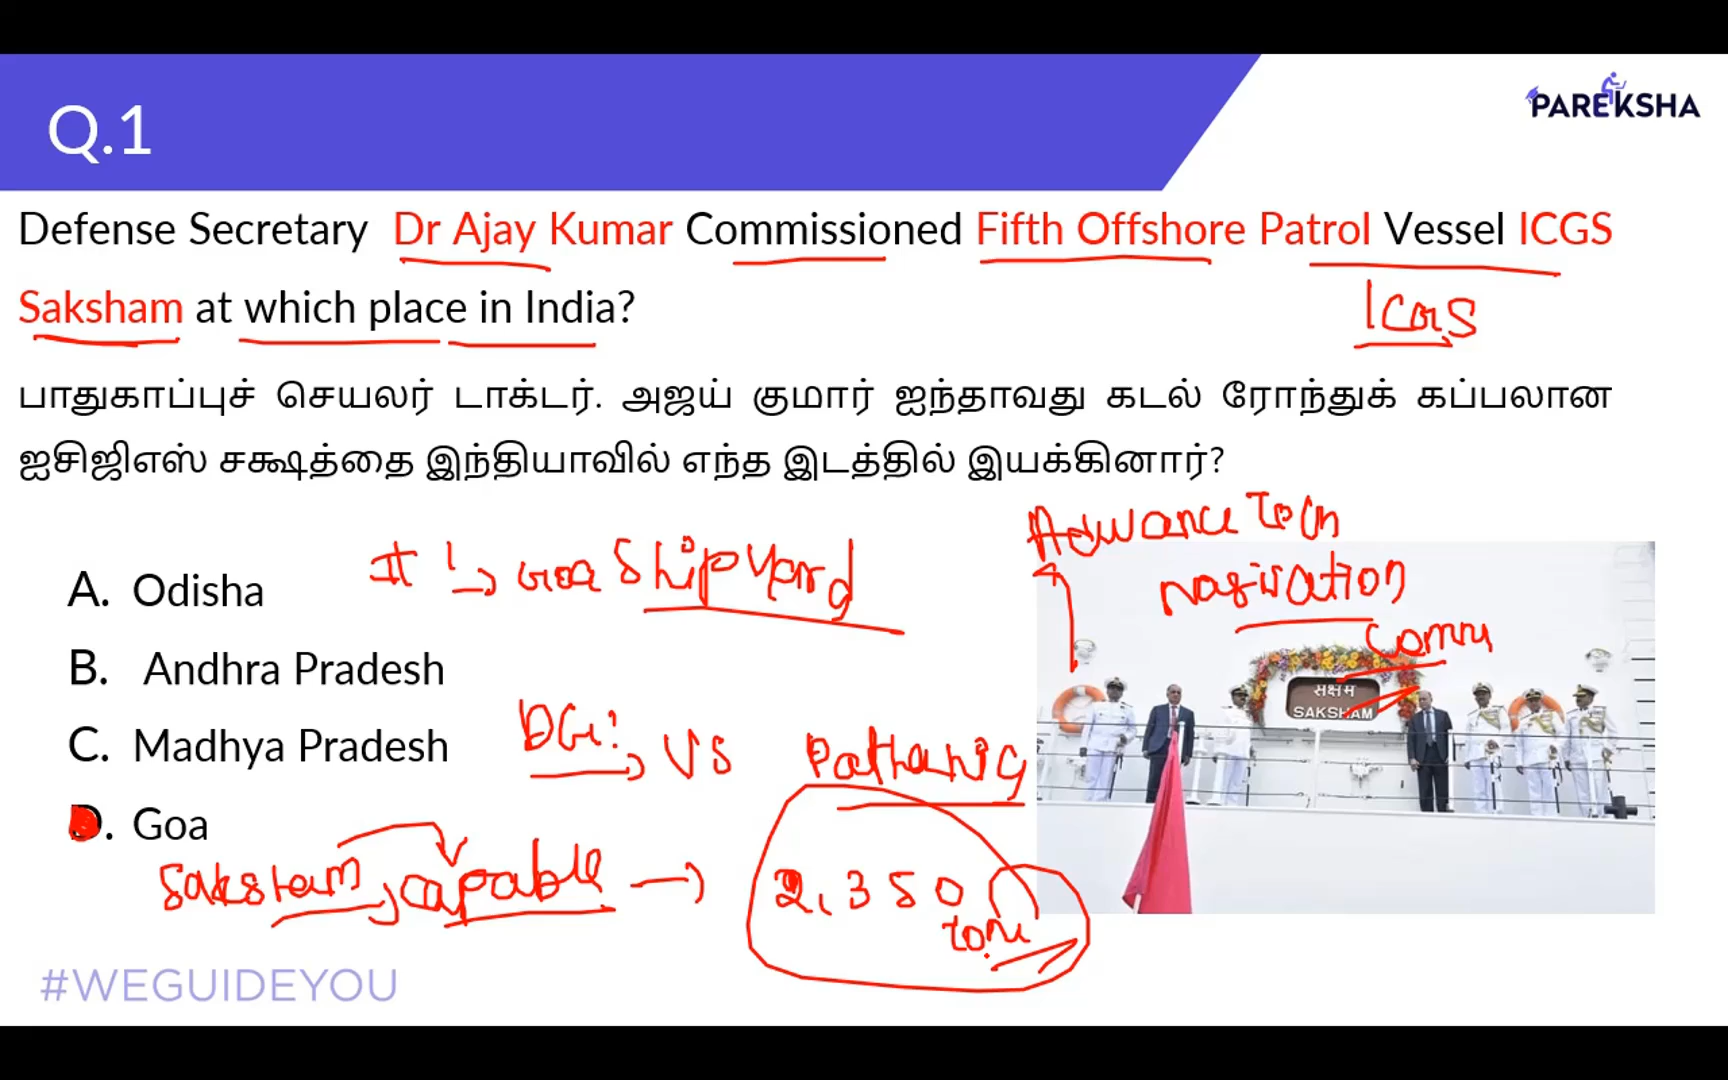 Q.1
PAREKSHA
Defense Secretary Dr Ajay Kumar Commissioned Fifth Offshore Patrol Vessel ICGS
Saksham at which place in India?
ICGS
பாதுகாப்புச் செயலர் டாக்டர். அஜய் குமார் ஐந்தாவது கடல் ரோந்துக் கப்பலான
ஐசிஜிஎஸ் சக்ஷத்தை இந்தியாவில் எந்த இடத்தில் இயக்கினார்?
Advance Tech
Navigation
Commu
A. Odisha
Goa Shipyard
B. Andhra Pradesh
C. Madhya Pradesh
DG: VS Pathania
सक्षम
SAKSHAM
D. Goa
Saksham capable 2,350
#WEGUIDEYOU